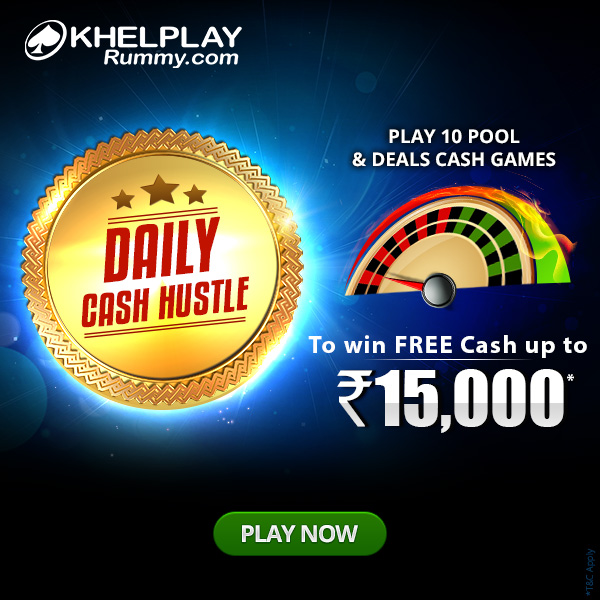 KHELPLAY
Rummy.com
DAILY
CASH HUSTLE
PLAY 10 POOL
& DEALS CASH GAMES
To win FREE Cash up to
₹15,000*
PLAY NOW
*T&C Apply